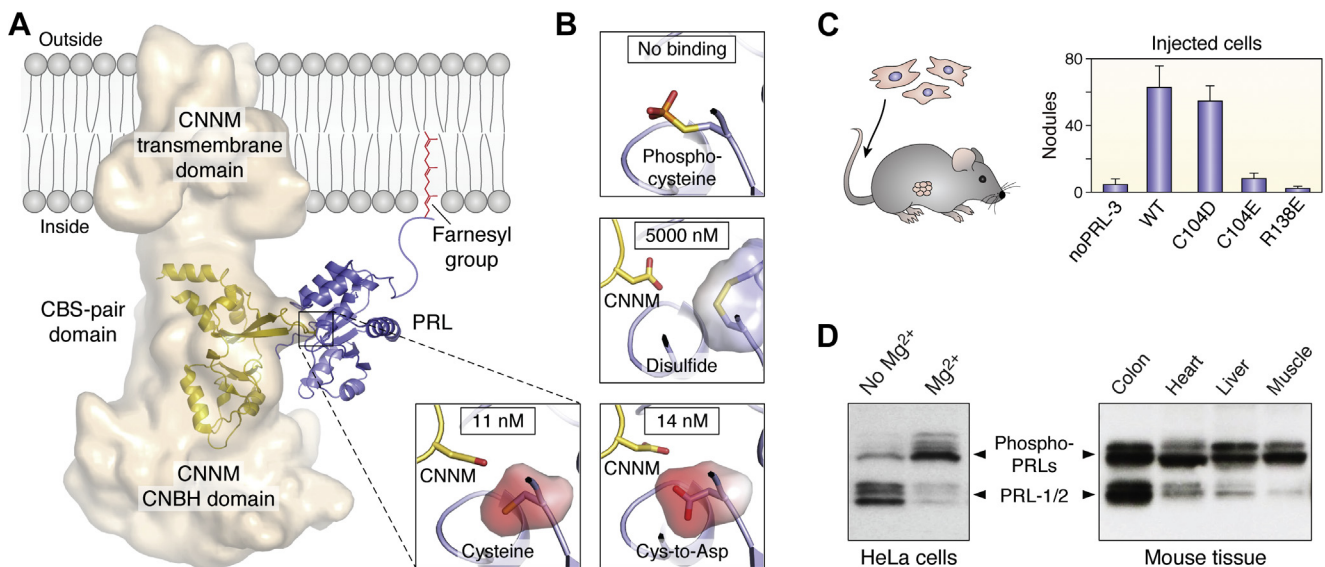 A
Outside
CNNM
transmembrane
domain
Inside
Farnesyl
group
CBS-pair
domain
PRL
CNNM
CNBH domain
B
No binding
Phospho-
cysteine
5000 nM
CNNM
Disulfide
11 nM
CNNM
Cysteine
14 nM
CNNM
Cys-to-Asp
C
Injected cells
Nodules
80
40
0
noPRL-3
WT
C104D
C104E
R138E
D
No Mg²⁺
Mg²⁺
Colon
Heart
Liver
Muscle
Phospho-
PRLs
PRL-1/2
HeLa cells
Mouse tissue